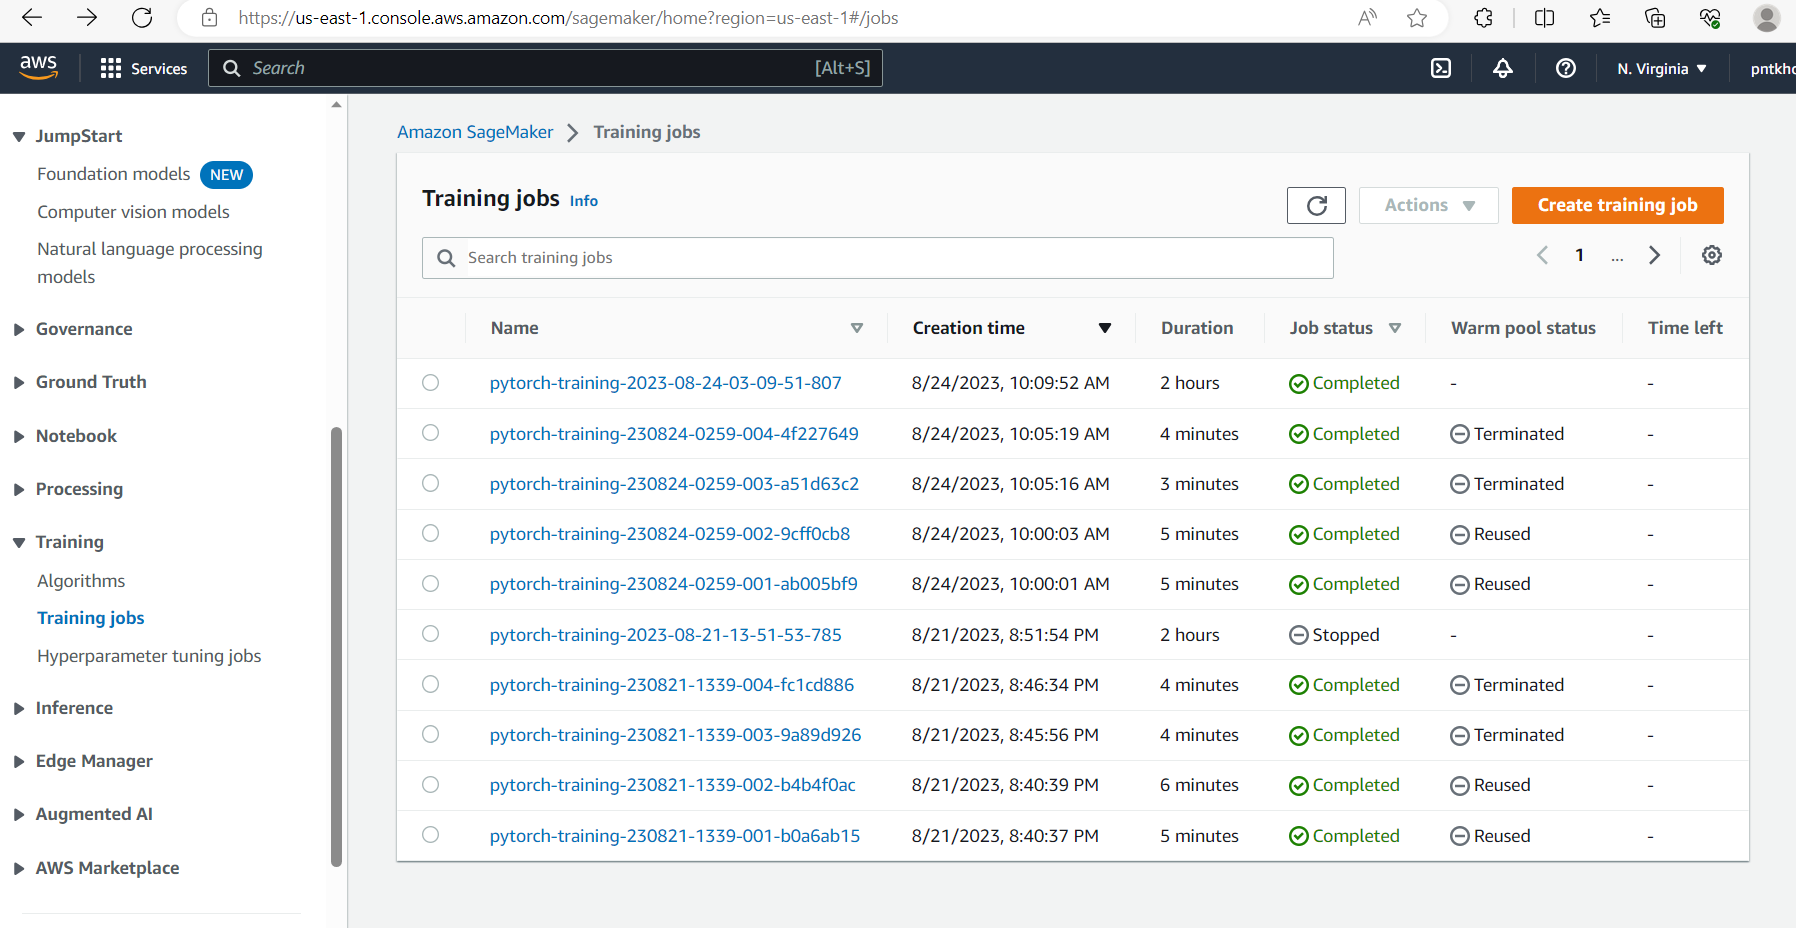 https://us-east-1.console.aws.amazon.com/sagemaker/home?region=us-east-1#/jobs
aws Services Search [Alt+S] N. Virginia pntkho
JumpStart
Foundation models NEW
Computer vision models
Natural language processing
models
Governance
Ground Truth
Notebook
Processing
Training
Algorithms
Training jobs
Hyperparameter tuning jobs
Inference
Edge Manager
Augmented AI
AWS Marketplace
Amazon SageMaker > Training jobs
Training jobs Info Actions Create training job
Search training jobs 1 ...
Name Creation time Duration Job status Warm pool status Time left
pytorch-training-2023-08-24-03-09-51-807 8/24/2023, 10:09:52 AM 2 hours Completed - -
pytorch-training-230824-0259-004-4f227649 8/24/2023, 10:05:19 AM 4 minutes Completed Terminated -
pytorch-training-230824-0259-003-a51d63c2 8/24/2023, 10:05:16 AM 3 minutes Completed Terminated -
pytorch-training-230824-0259-002-9cff0cb8 8/24/2023, 10:00:03 AM 5 minutes Completed Reused -
pytorch-training-230824-0259-001-ab005bf9 8/24/2023, 10:00:01 AM 5 minutes Completed Reused -
pytorch-training-2023-08-21-13-51-53-785 8/21/2023, 8:51:54 PM 2 hours Stopped - -
pytorch-training-230821-1339-004-fc1cd886 8/21/2023, 8:46:34 PM 4 minutes Completed Terminated -
pytorch-training-230821-1339-003-9a89d926 8/21/2023, 8:45:56 PM 4 minutes Completed Terminated -
pytorch-training-230821-1339-002-b4b4f0ac 8/21/2023, 8:40:39 PM 6 minutes Completed Reused -
pytorch-training-230821-1339-001-b0a6ab15 8/21/2023, 8:40:37 PM 5 minutes Completed Reused -